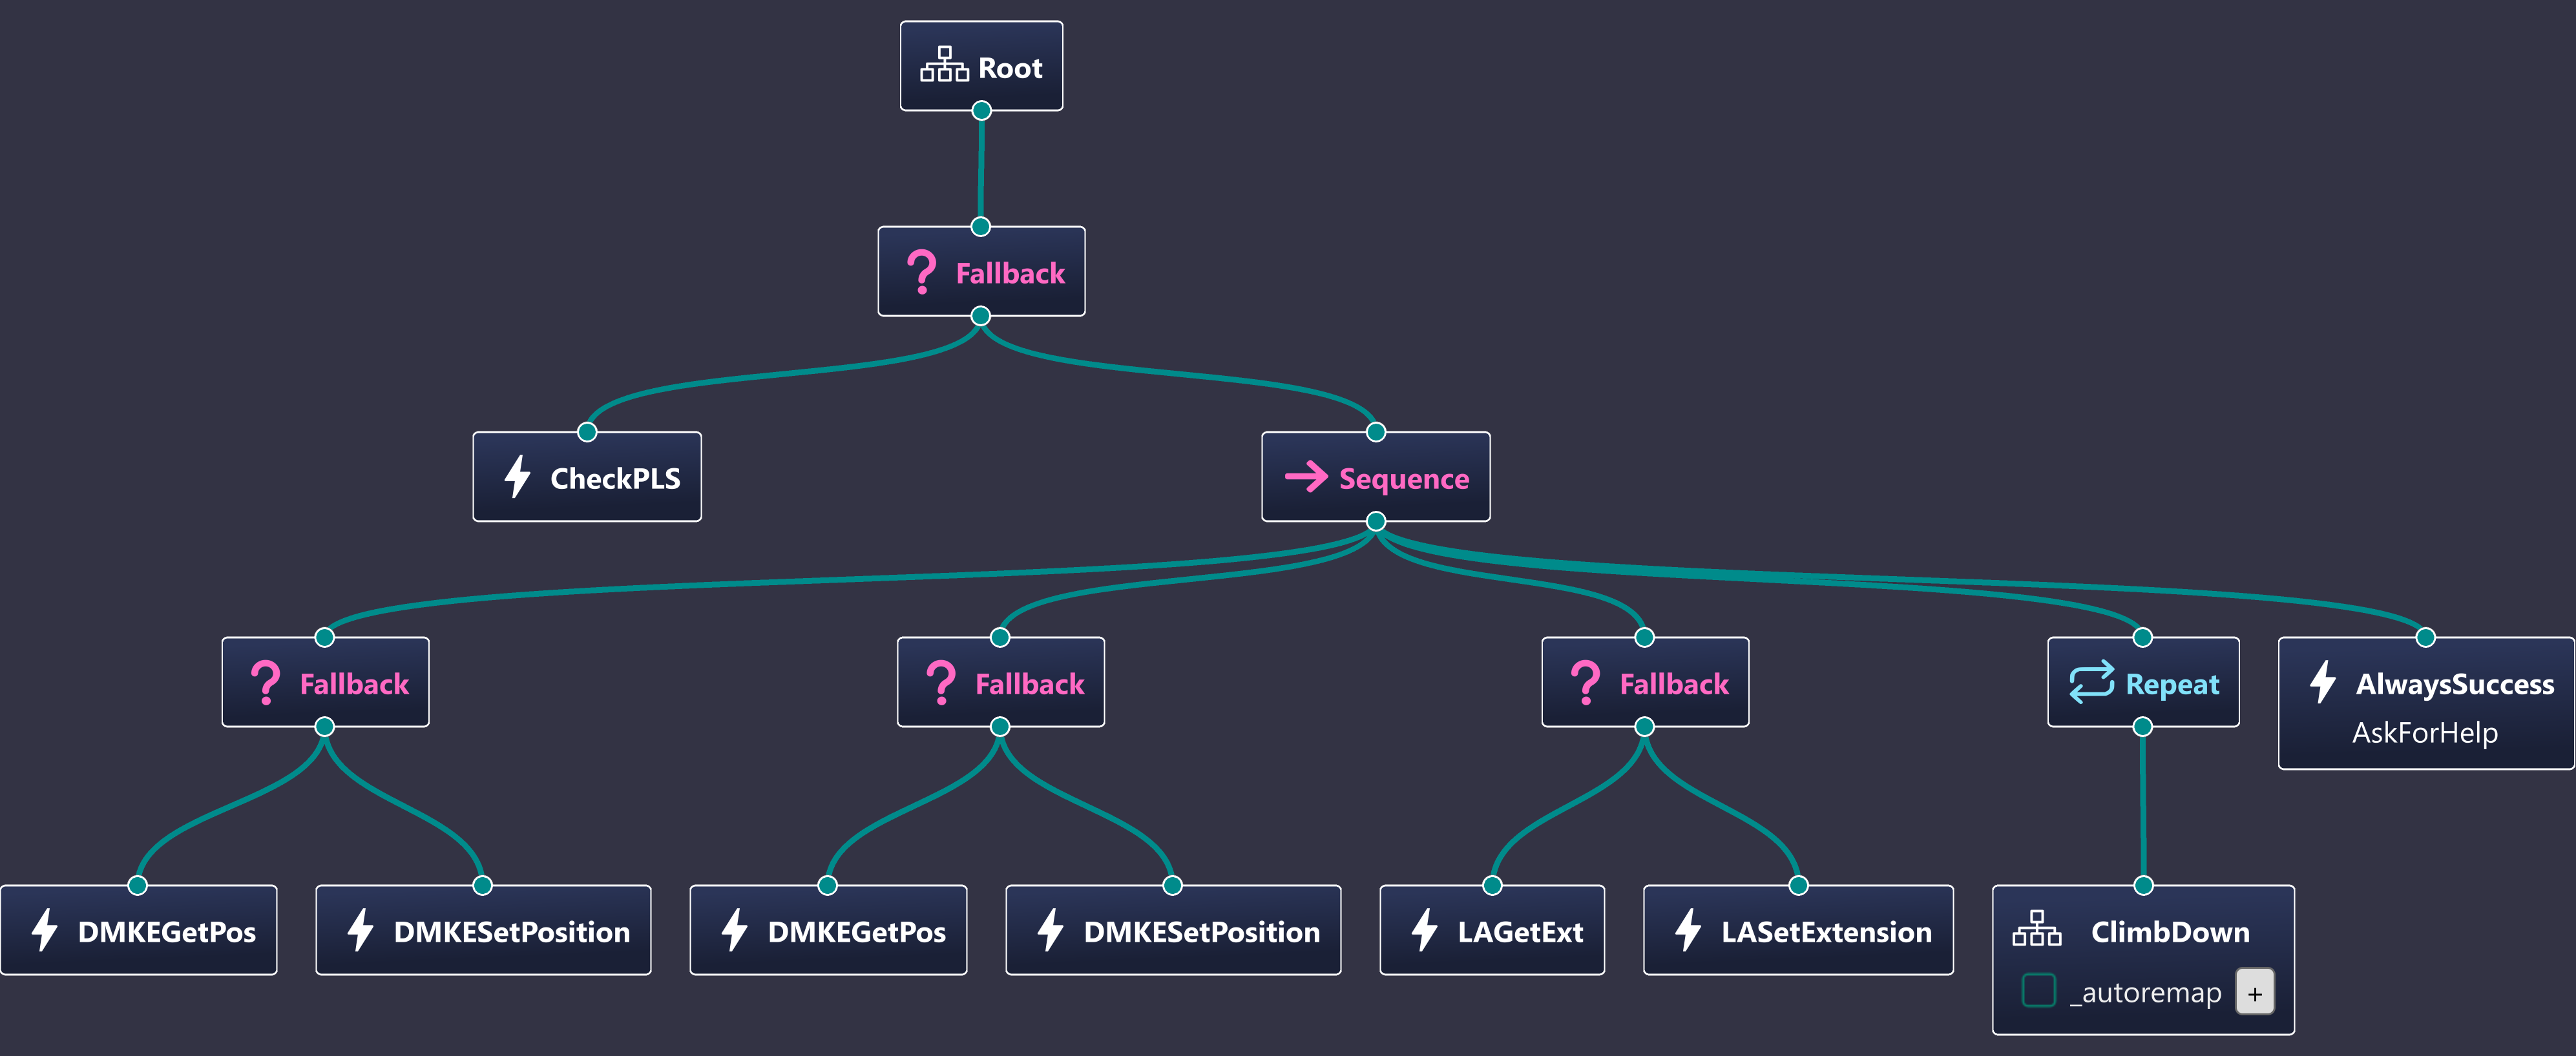 Root
Fallback
CheckPLS
Sequence
Fallback
Fallback
Fallback
Repeat
AlwaysSuccess
AskForHelp
DMKEGetPos
DMKESetPosition
DMKEGetPos
DMKESetPosition
LAGetExt
LASetExtension
ClimbDown
_autoremap +